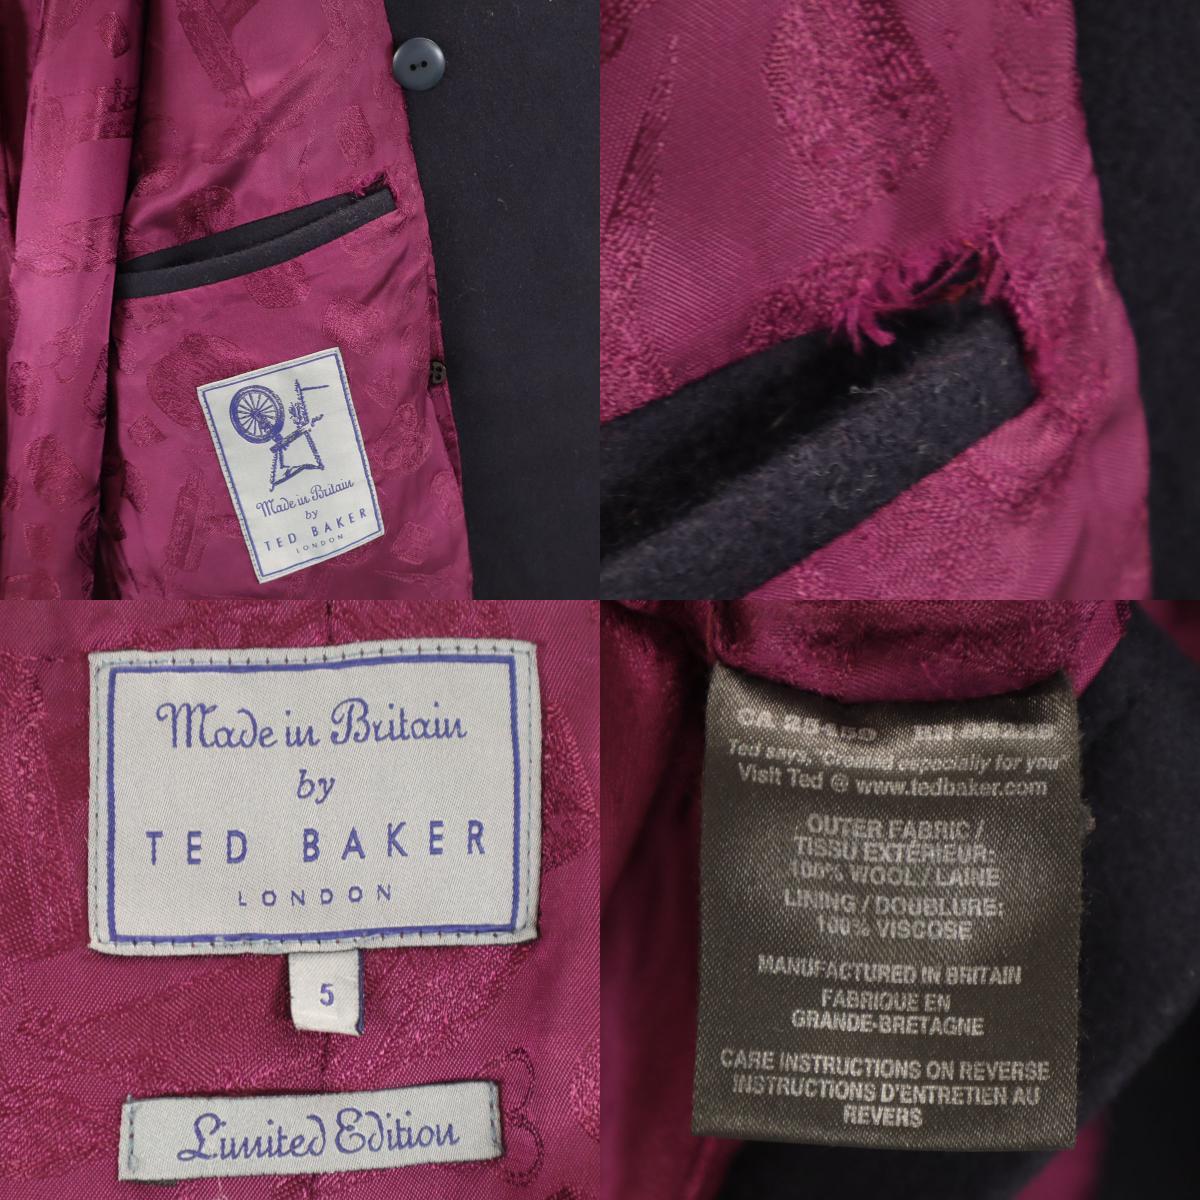 Made in Britain
by
TED BAKER
LONDON
Made in Britain
by
TED BAKER
LONDON
5
Limited Edition
Ted says, "Created especially for you"
Visit Ted @ www.tedbaker.com
OUTER FABRIC /
TISSU EXTÉRIEUR:
100% WOOL / LAINE
LINING / DOUBLURE:
100% VISCOSE
MANUFACTURED IN BRITAIN
FABRIQUE EN
GRANDE-BRETAGNE
CARE INSTRUCTIONS ON REVERSE
INSTRUCTIONS D'ENTRETIEN AU
REVERS